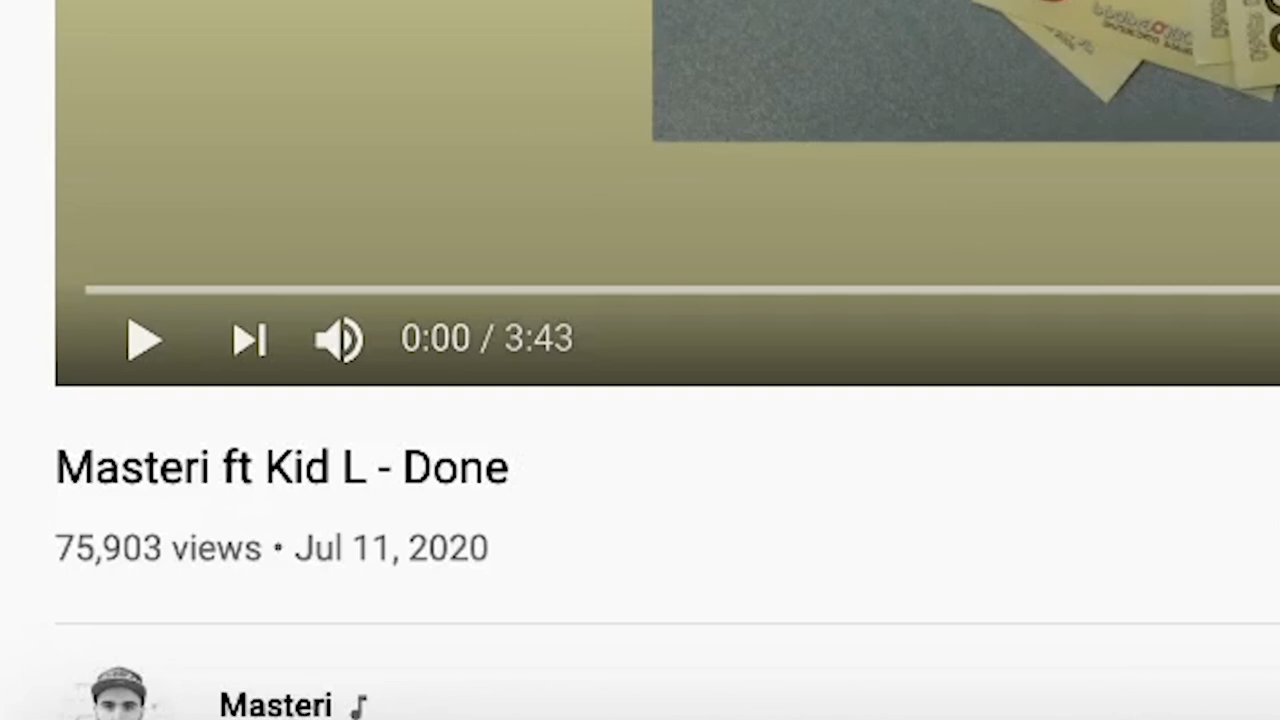 0:00 / 3:43
Masteri ft Kid L - Done
75,903 views • Jul 11, 2020
Masteri